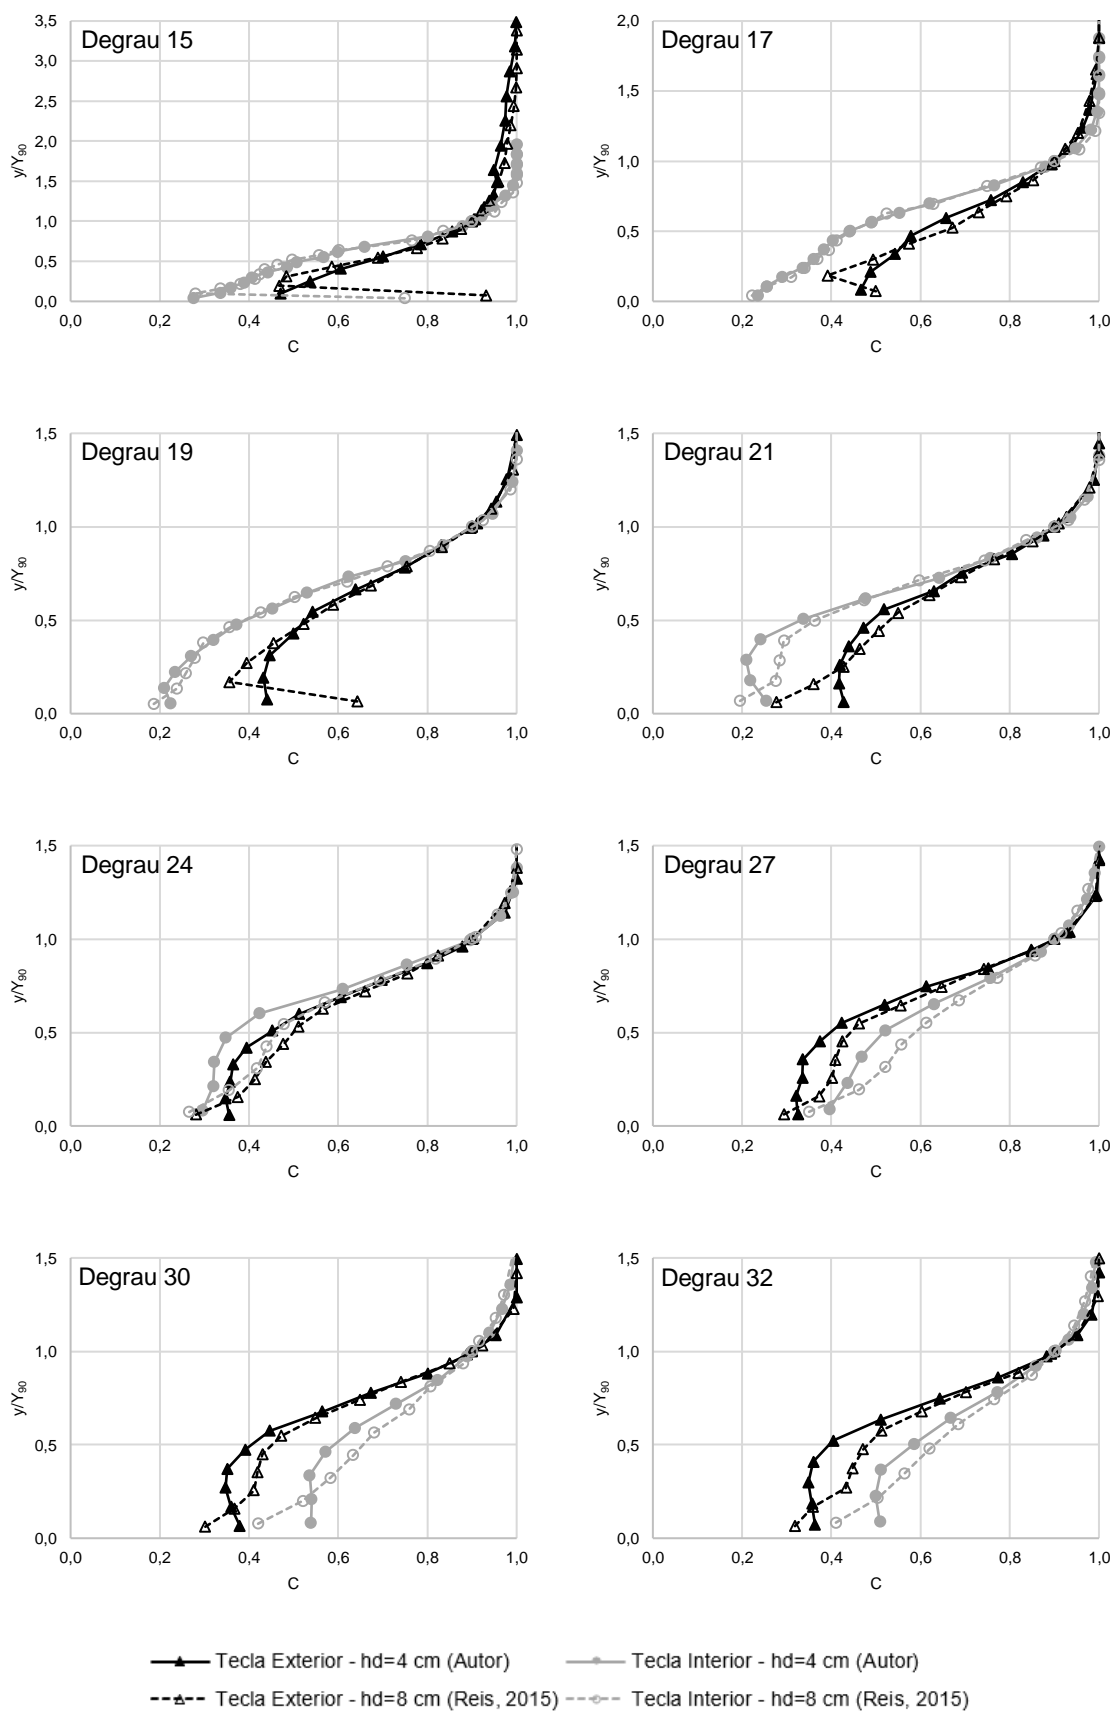 Degrau 15
3,5
3,0
2,5
2,0
1,5
1,0
0,5
0,0
y/Y90
0,0 0,2 0,4 0,6 0,8 1,0
C
Degrau 17
2,0
1,5
1,0
0,5
0,0
y/Y90
0,0 0,2 0,4 0,6 0,8 1,0
C
Degrau 19
1,5
1,0
0,5
0,0
y/Y90
0,0 0,2 0,4 0,6 0,8 1,0
C
Degrau 21
1,5
1,0
0,5
0,0
y/Y90
0,0 0,2 0,4 0,6 0,8 1,0
C
Degrau 24
1,5
1,0
0,5
0,0
y/Y90
0,0 0,2 0,4 0,6 0,8 1,0
C
Degrau 27
1,5
1,0
0,5
0,0
y/Y90
0,0 0,2 0,4 0,6 0,8 1,0
C
Degrau 30
1,5
1,0
0,5
0,0
y/Y90
0,0 0,2 0,4 0,6 0,8 1,0
C
Degrau 32
1,5
1,0
0,5
0,0
y/Y90
0,0 0,2 0,4 0,6 0,8 1,0
C
Tecla Exterior - hd=4 cm (Autor)
Tecla Interior - hd=4 cm (Autor)
Tecla Exterior - hd=8 cm (Reis, 2015)
Tecla Interior - hd=8 cm (Reis, 2015)